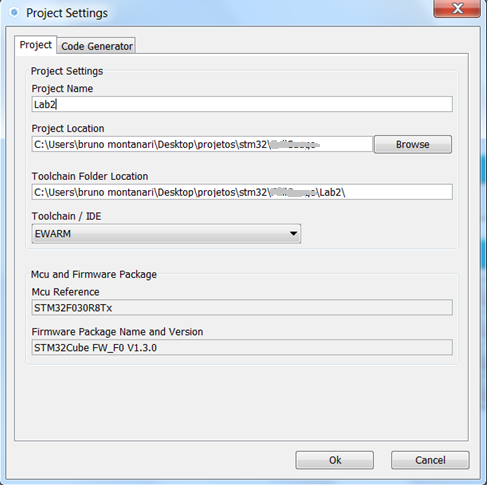 Project Settings
Project
Code Generator
Project Settings
Project Name
Lab2
Project Location
C:\Users\bruno montanari\Desktop\projetos\stm32\
Browse
Toolchain Folder Location
C:\Users\bruno montanari\Desktop\projetos\stm32\ \Lab2\
Toolchain / IDE
EWARM
Mcu and Firmware Package
Mcu Reference
STM32F030R8Tx
Firmware Package Name and Version
STM32Cube FW_F0 V1.3.0
Ok
Cancel